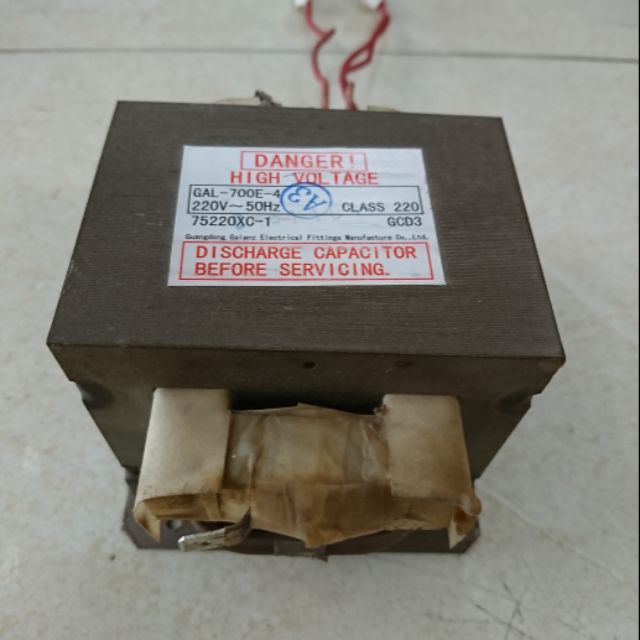 DANGER!
HIGH VOLTAGE
GAL-700E-4
A3
220V~50Hz CLASS 220
75220XC-1 GCD3
Guangdong Galanz Electrical Fittings Manufacture Co.,Ltd.
DISCHARGE CAPACITOR
BEFORE SERVICING.